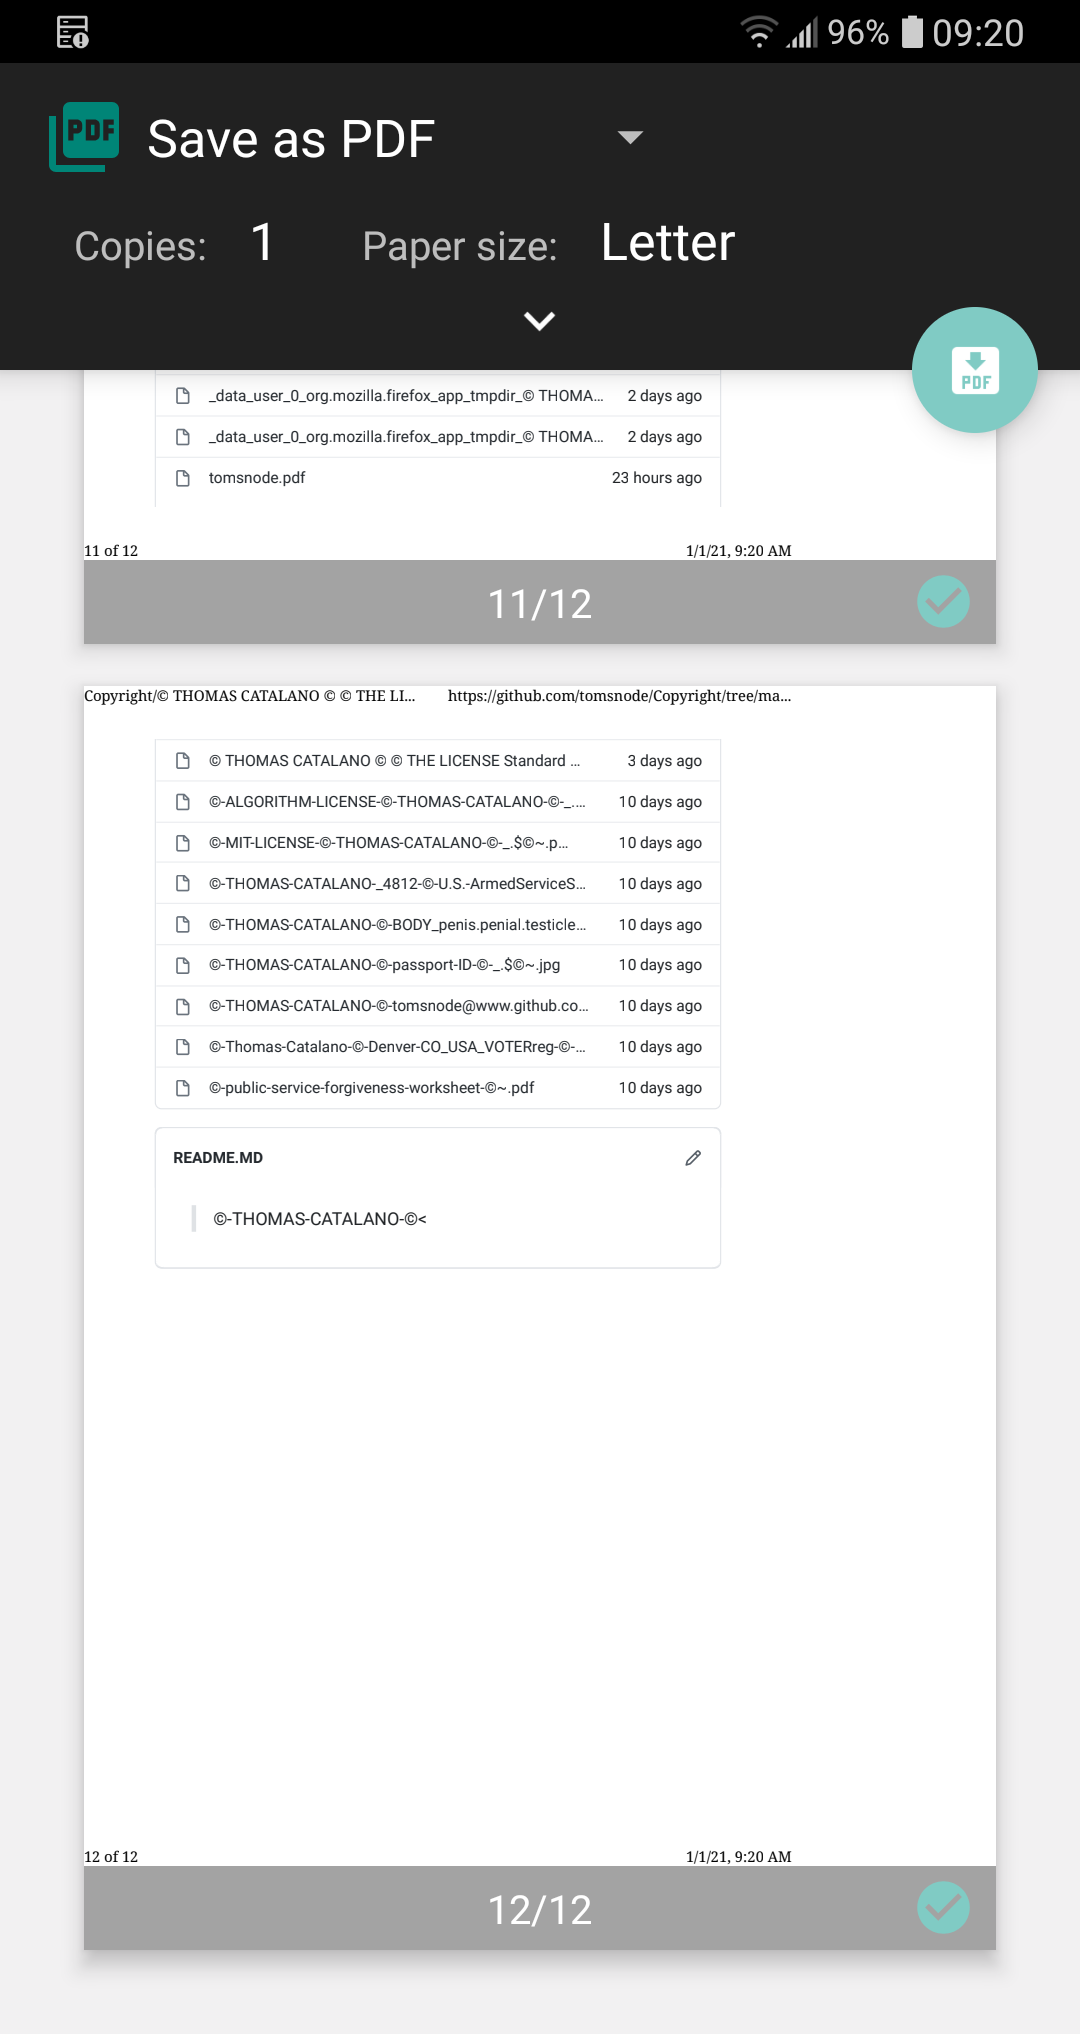 96% 09:20
PDF Save as PDF
Copies: 1 Paper size: Letter
PDF
_data_user_0_org.mozilla.firefox_app_tmpdir_© THOMA... 2 days ago
_data_user_0_org.mozilla.firefox_app_tmpdir_© THOMA... 2 days ago
tomsnode.pdf 23 hours ago
11 of 12 1/1/21, 9:20 AM
11/12
Copyright/© THOMAS CATALANO © © THE LI... https://github.com/tomsnode/Copyright/tree/ma...
© THOMAS CATALANO © © THE LICENSE Standard ... 3 days ago
©-ALGORITHM-LICENSE-©-THOMAS-CATALANO-©-_.... 10 days ago
©-MIT-LICENSE-©-THOMAS-CATALANO-©-_.$©~.p... 10 days ago
©-THOMAS-CATALANO-_4812-©-U.S.-ArmedServiceS... 10 days ago
©-THOMAS-CATALANO-©-BODY_penis.penial.testicle... 10 days ago
©-THOMAS-CATALANO-©-passport-ID-©-_.$©~.jpg 10 days ago
©-THOMAS-CATALANO-©-tomsnode@www.github.co... 10 days ago
©-Thomas-Catalano-©-Denver-CO_USA_VOTERreg-©-... 10 days ago
©-public-service-forgiveness-worksheet-©~.pdf 10 days ago
README.MD
©-THOMAS-CATALANO-©<
12 of 12 1/1/21, 9:20 AM
12/12